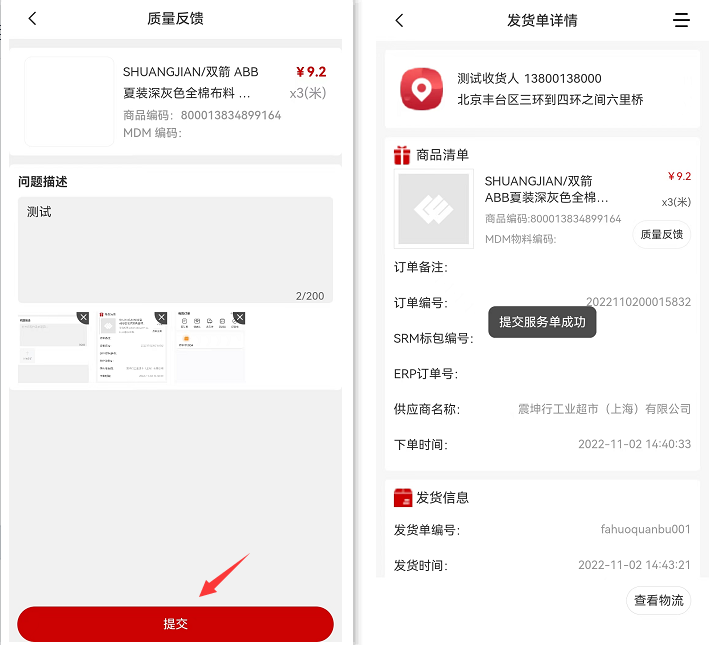 质量反馈
SHUANGJIAN/双箭 ABB
¥9.2
夏装深灰色全棉布料 ...
x3(米)
商品编码: 800013834899164
MDM 编码:
问题描述
测试
2/200
提交
发货单详情
测试收货人 13800138000
北京丰台区三环到四环之间六里桥
商品清单
SHUANGJIAN/双箭
¥9.2
ABB夏装深灰色全棉...
x3(米)
商品编码:800013834899164
MDM物料编码:
质量反馈
订单备注:
订单编号:
2022110200015832
提交服务单成功
SRM标包编号:
ERP订单号:
供应商名称:
震坤行工业超市（上海）有限公司
下单时间:
2022-11-02 14:40:33
发货信息
发货单编号:
fahuoquanbu001
发货时间:
2022-11-02 14:43:21
查看物流